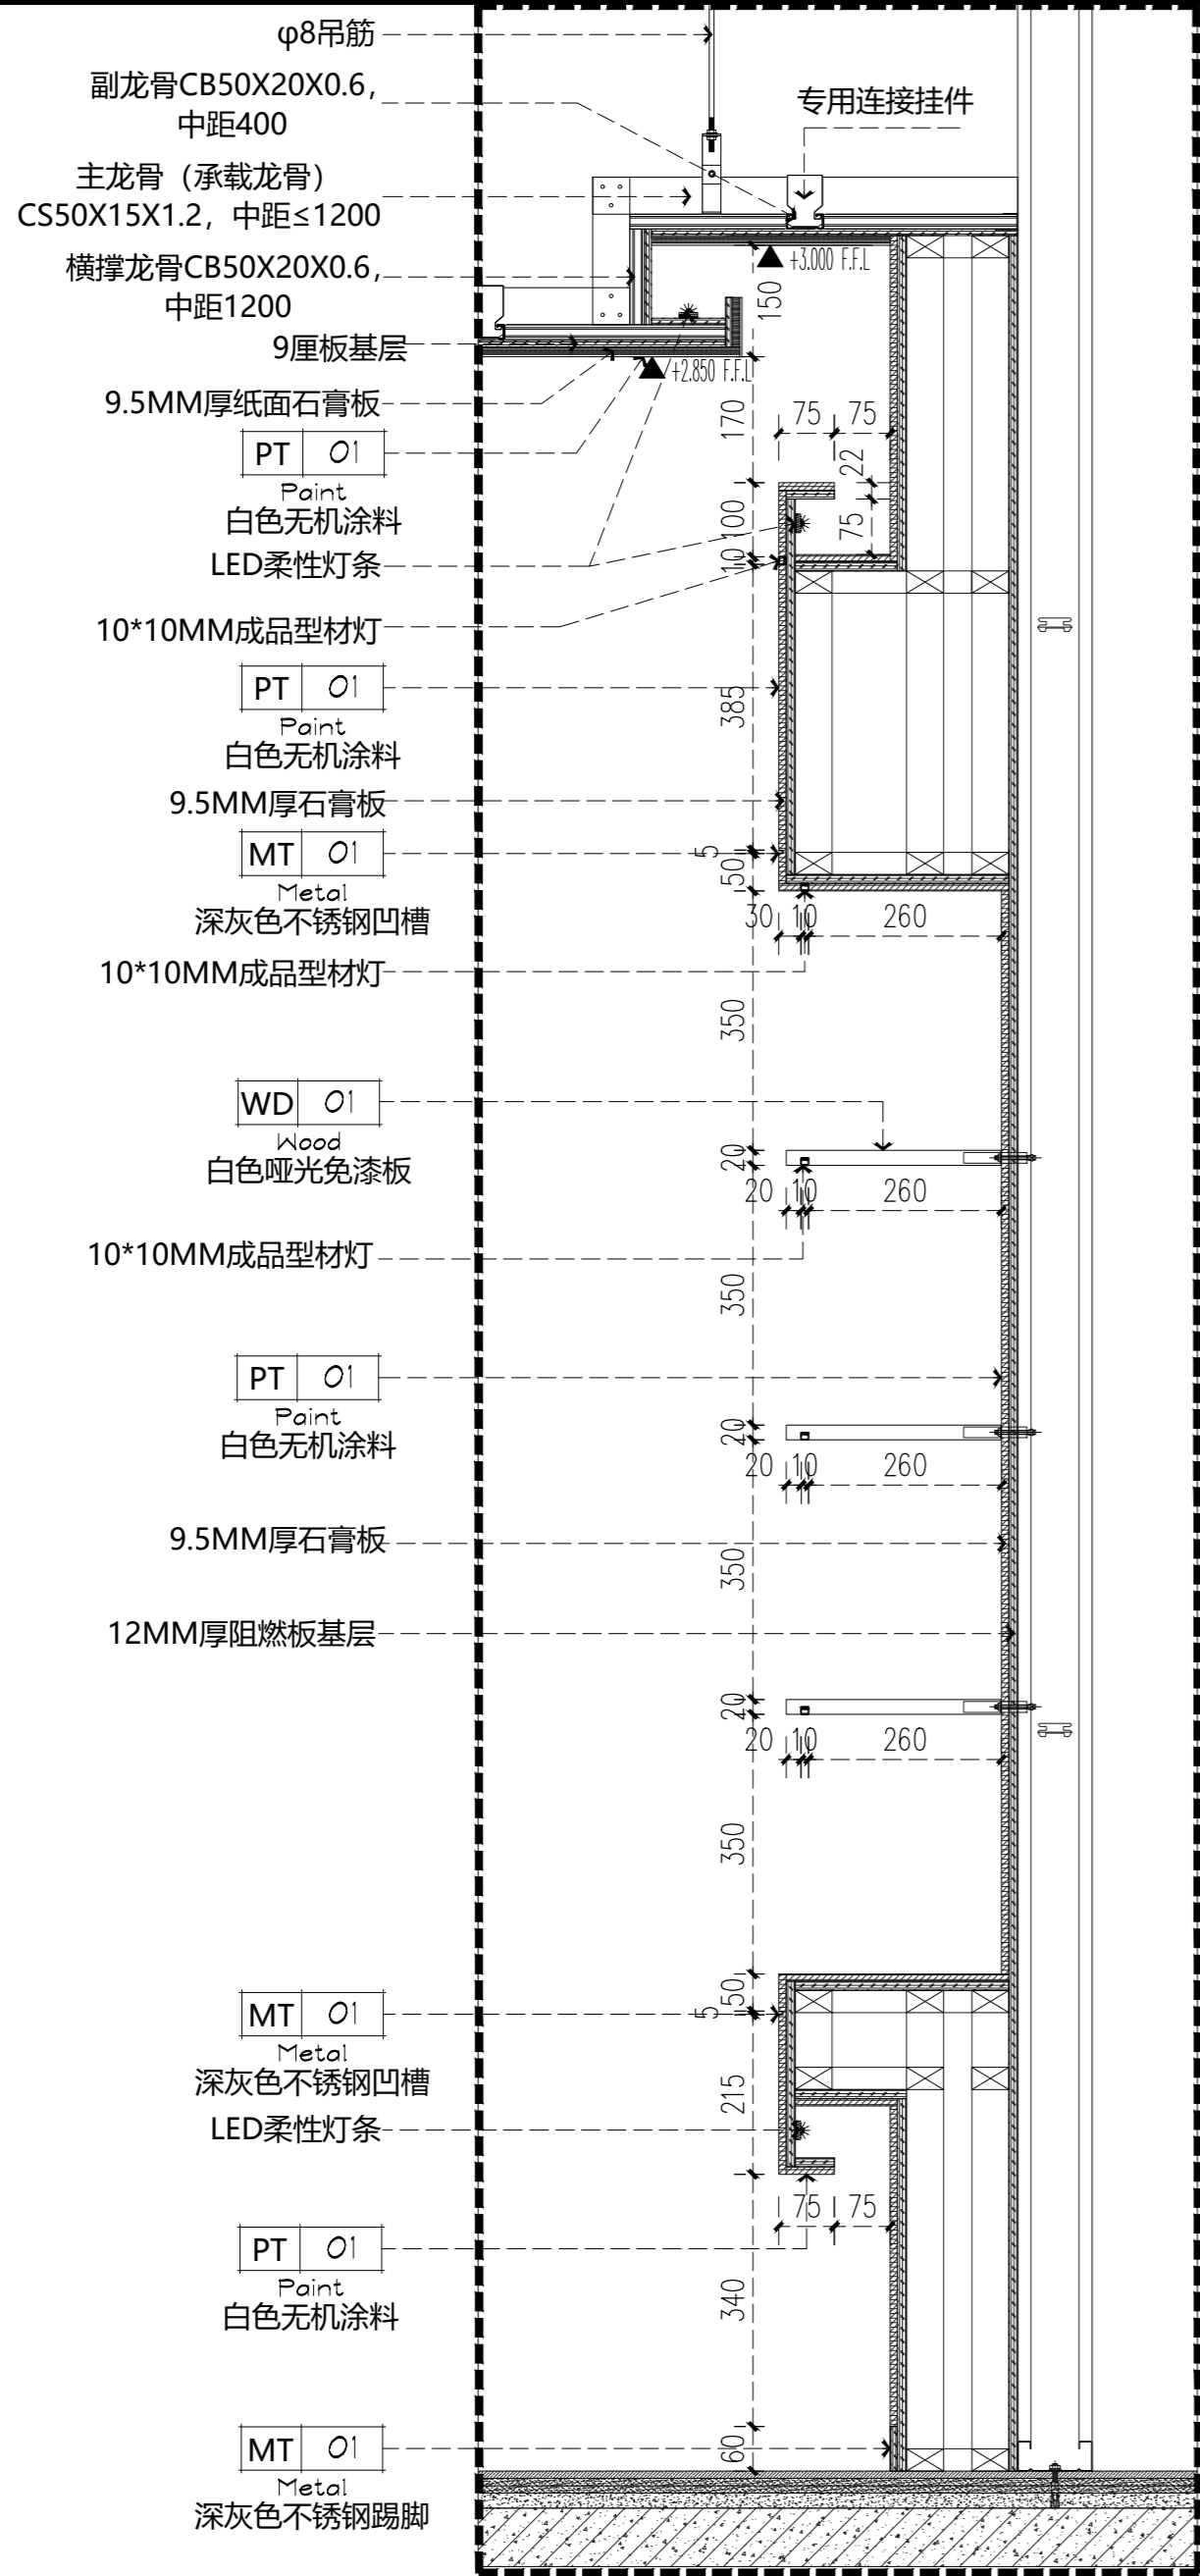 φ8吊筋
副龙骨CB50X20X0.6,
中距400
专用连接挂件
主龙骨（承载龙骨）
CS50X15X1.2，中距≤1200
横撑龙骨CB50X20X0.6,
中距1200
+3.000 F.F.L
150
9厘板基层
+2.850 F.F.L
9.5MM厚纸面石膏板
170
75 75
PT 01
Paint
白色无机涂料
22
75
100
LED柔性灯条
10
10*10MM成品型材灯
PT 01
Paint
白色无机涂料
385
9.5MM厚石膏板
MT 01
Metal
深灰色不锈钢凹槽
5
50
30 10 260
10*10MM成品型材灯
350
WD 01
Wood
白色哑光免漆板
20
20 10 260
10*10MM成品型材灯
350
PT 01
Paint
白色无机涂料
20
20 10 260
9.5MM厚石膏板
350
12MM厚阻燃板基层
20
20 10 260
350
50
5
MT 01
Metal
深灰色不锈钢凹槽
215
LED柔性灯条
75 75
PT 01
Paint
白色无机涂料
340
60
MT 01
Metal
深灰色不锈钢踢脚